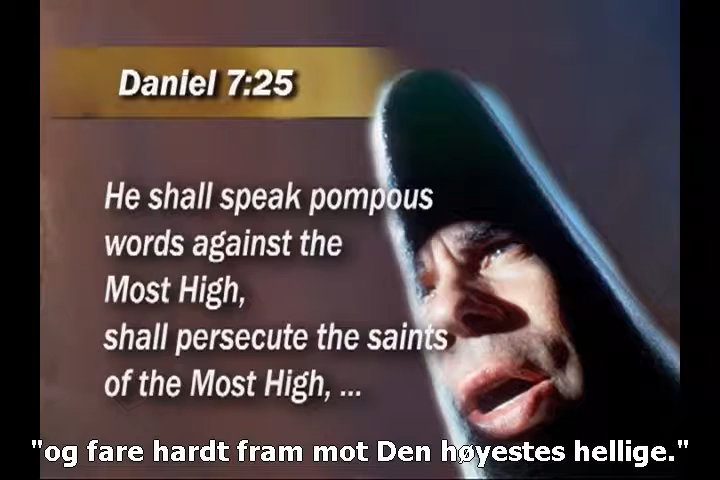 Daniel 7:25
He shall speak pompous
words against the
Most High,
shall persecute the saints
of the Most High, ...
"og fare hardt fram mot Den høyestes hellige."